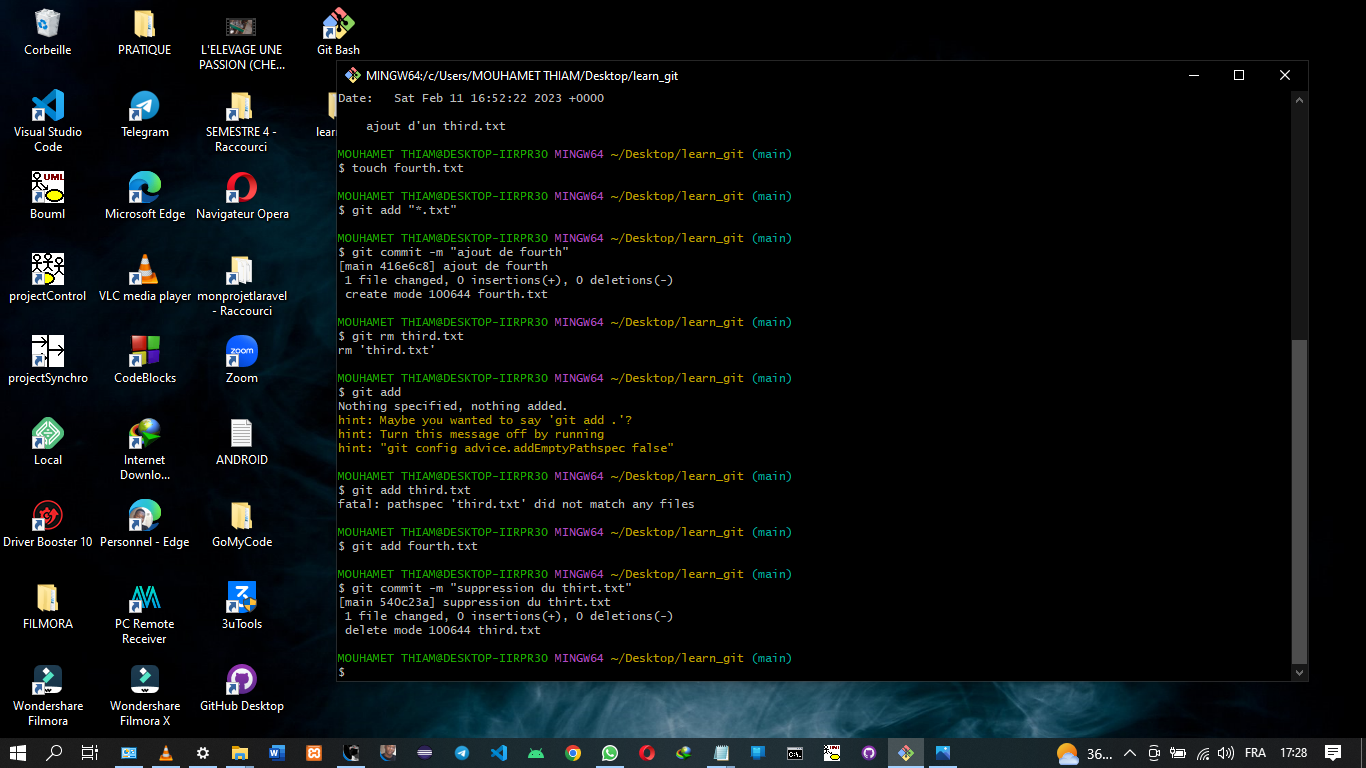 Corbeille
PRATIQUE
L'ELEVAGE UNE
PASSION (CHE...
Git Bash
Visual Studio
Code
Telegram
SEMESTRE 4 -
Raccourci
lear
Bouml
Microsoft Edge
Navigateur Opera
projectControl
VLC media player
monprojetlaravel
- Raccourci
projectSynchro
CodeBlocks
Zoom
Local
Internet
Downlo...
ANDROID
Driver Booster 10
Personnel - Edge
GoMyCode
FILMORA
PC Remote
Receiver
3uTools
Wondershare
Filmora
Wondershare
Filmora X
GitHub Desktop
UML
zoom
MINGW64:/c/Users/MOUHAMET THIAM/Desktop/learn_git
Date:   Sat Feb 11 16:52:22 2023 +0000
    ajout d'un third.txt
MOUHAMET THIAM@DESKTOP-IIRPR3O MINGW64 ~/Desktop/learn_git (main)
$ touch fourth.txt
MOUHAMET THIAM@DESKTOP-IIRPR3O MINGW64 ~/Desktop/learn_git (main)
$ git add "*.txt"
MOUHAMET THIAM@DESKTOP-IIRPR3O MINGW64 ~/Desktop/learn_git (main)
$ git commit -m "ajout de fourth"
[main 416e6c8] ajout de fourth
 1 file changed, 0 insertions(+), 0 deletions(-)
 create mode 100644 fourth.txt
MOUHAMET THIAM@DESKTOP-IIRPR3O MINGW64 ~/Desktop/learn_git (main)
$ git rm third.txt
rm 'third.txt'
MOUHAMET THIAM@DESKTOP-IIRPR3O MINGW64 ~/Desktop/learn_git (main)
$ git add
Nothing specified, nothing added.
hint: Maybe you wanted to say 'git add .'?
hint: Turn this message off by running
hint: "git config advice.addEmptyPathspec false"
MOUHAMET THIAM@DESKTOP-IIRPR3O MINGW64 ~/Desktop/learn_git (main)
$ git add third.txt
fatal: pathspec 'third.txt' did not match any files
MOUHAMET THIAM@DESKTOP-IIRPR3O MINGW64 ~/Desktop/learn_git (main)
$ git add fourth.txt
MOUHAMET THIAM@DESKTOP-IIRPR3O MINGW64 ~/Desktop/learn_git (main)
$ git commit -m "suppression du thirt.txt"
[main 540c23a] suppression du thirt.txt
 1 file changed, 0 insertions(+), 0 deletions(-)
 delete mode 100644 third.txt
MOUHAMET THIAM@DESKTOP-IIRPR3O MINGW64 ~/Desktop/learn_git (main)
$
36...
FRA
17:28